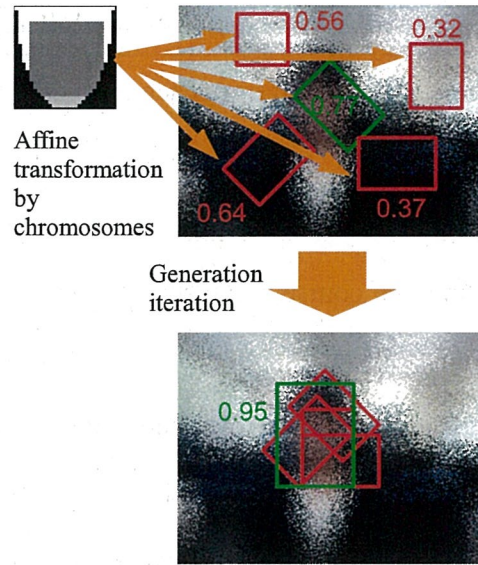 0.56
0.32
0.77
0.64
0.37
Affine
transformation
by
chromosomes
Generation
iteration
0.95